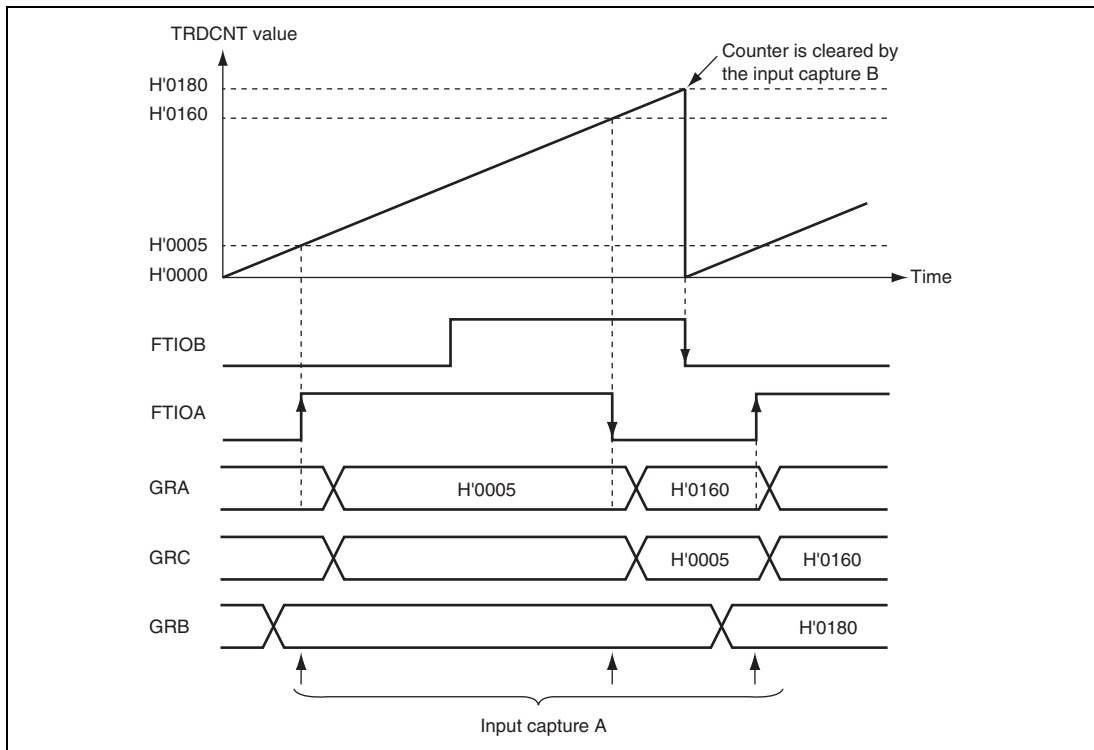 TRDCNT value
Counter is cleared by
the input capture B
H'0180
H'0160
H'0005
H'0000
Time
FTIOB
FTIOA
GRA
H'0005
H'0160
GRC
H'0005
H'0160
GRB
H'0180
Input capture A